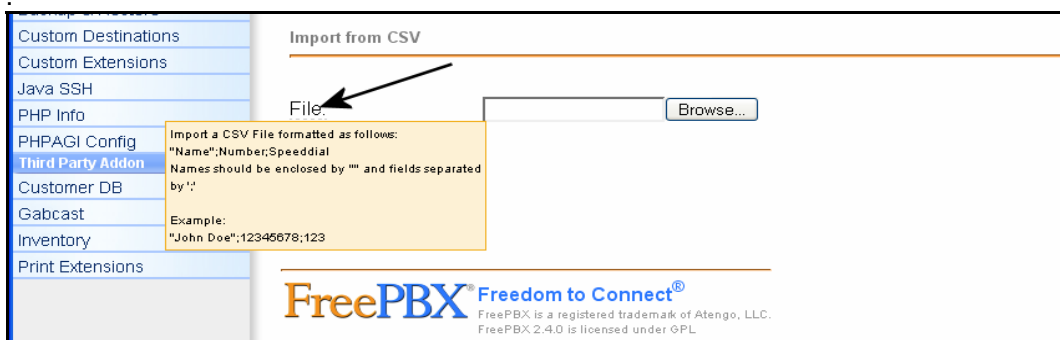 Custom Destinations
Custom Extensions
Java SSH
PHP Info
PHPAGI Config
Third Party Addon
Customer DB
Gabcast
Inventory
Print Extensions
Import from CSV
File:
Browse...
Import a CSV File formatted as follows:
"Name";Number;Speeddial
Names should be enclosed by "" and fields separated
by ';'
Example:
"John Doe";12345678;123
FreePBX® Freedom to Connect®
FreePBX is a registered trademark of Atengo, LLC.
FreePBX 2.4.0 is licensed under GPL